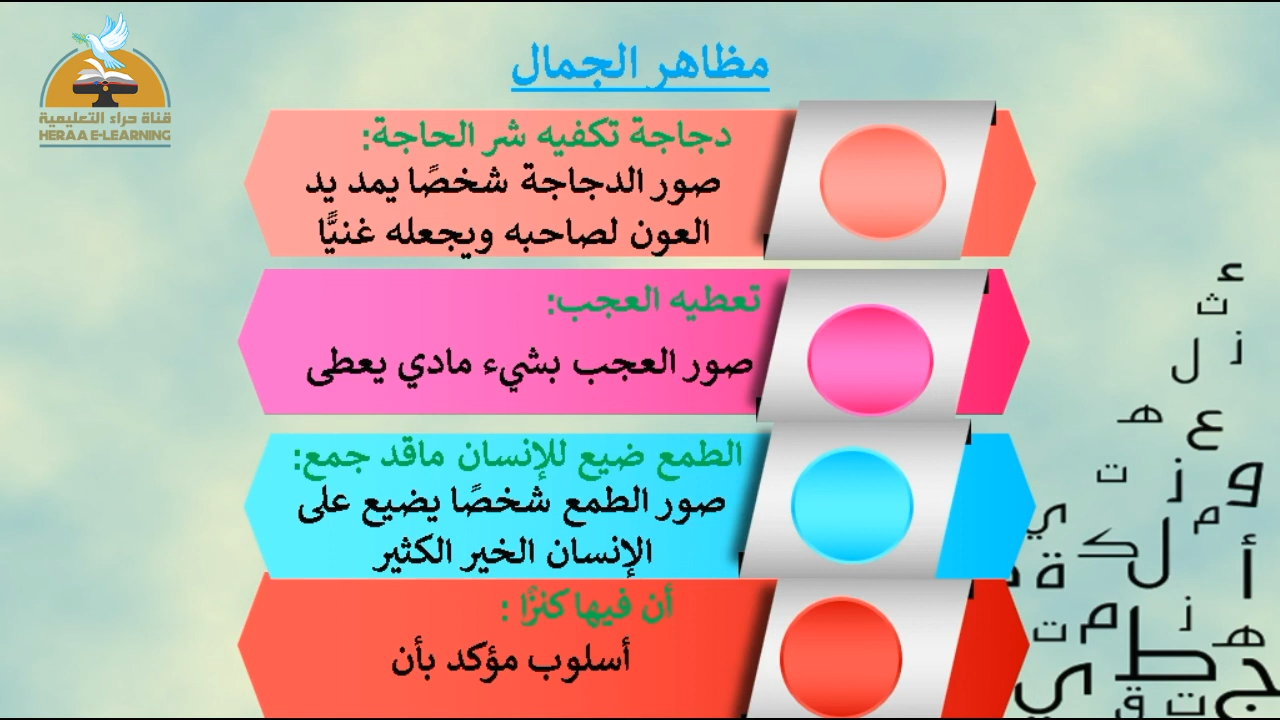 قناة حراء التعليمية
HERAA E-LEARNING
مظاهر الجمال
دجاجة تكفيه شر الحاجة:
صور الدجاجة شخصًا يمد يد
العون لصاحبه ويجعله غنيًّا
تعطيه العجب:
صور العجب بشيء مادي يعطى
الطمع ضيع للإنسان ماقد جمع:
صور الطمع شخصًا يضيع على
الإنسان الخير الكثير
أن فيها كنزًا :
أسلوب مؤكد بأن